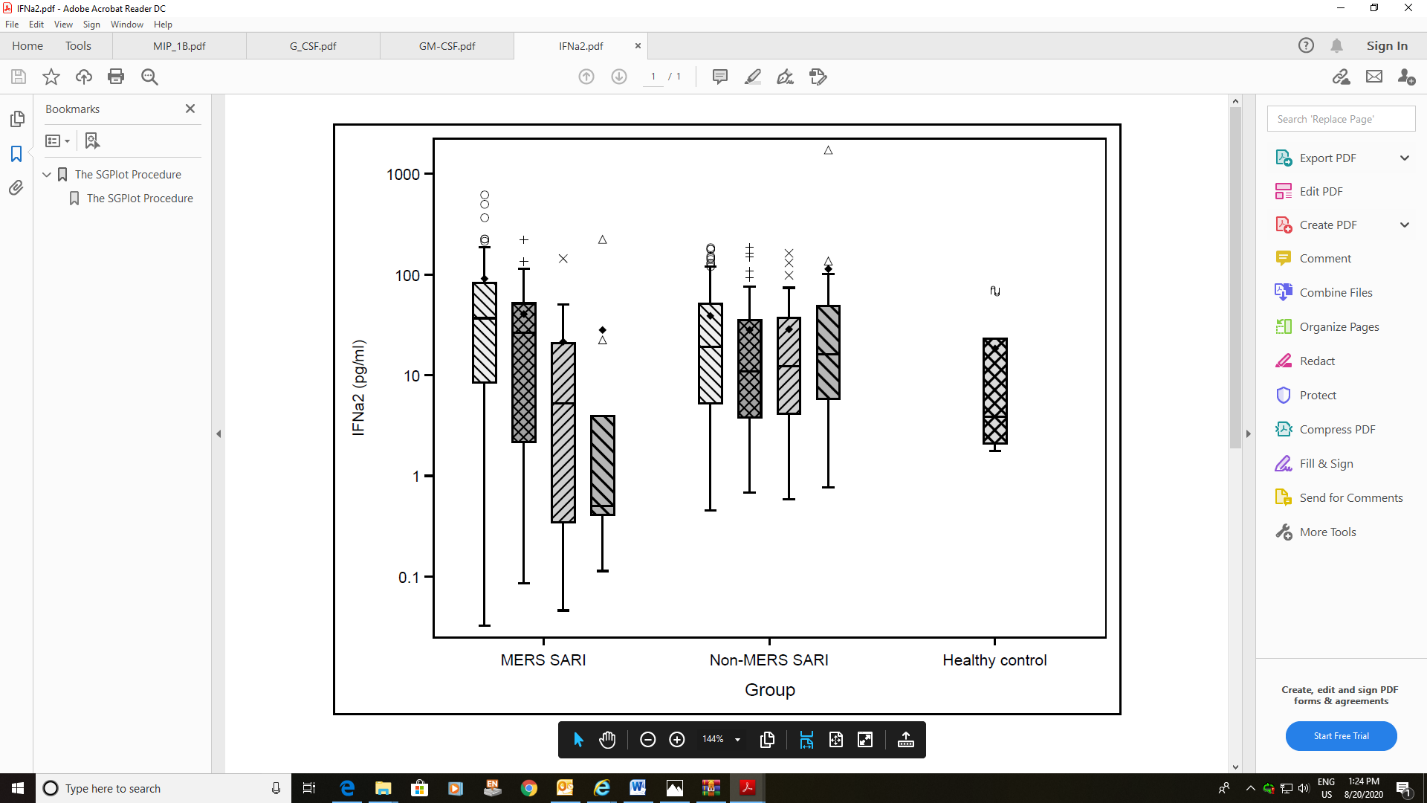 IFNa2.pdf - Adobe Acrobat Reader DC
File Edit View Sign Window Help
Home Tools MIP_1B.pdf G_CSF.pdf GM-CSF.pdf IFNa2.pdf × Sign In
1 / 1
Bookmarks
The SGPlot Procedure
The SGPlot Procedure
1000
100
10
1
0.1
IFNa2 (pg/ml)
MERS SARI Non-MERS SARI Healthy control
Group
144%
Search 'Replace Page'
Export PDF
Edit PDF
Create PDF
Comment
Combine Files
Organize Pages
Redact
Protect
Compress PDF
Fill & Sign
Send for Comments
More Tools
Create, edit and sign PDF
forms & agreements
Start Free Trial
Type here to search
EN
ENG
US
1:24 PM
8/20/2020
1